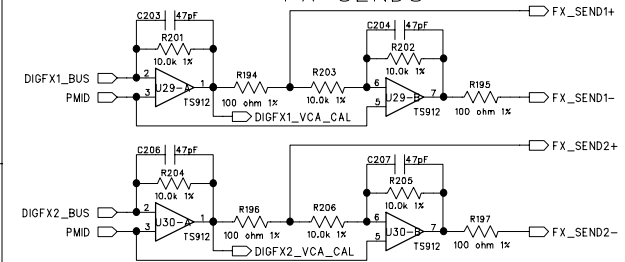 C203
47pF
R201
10.0k 1%
DIGFX1_BUS
2
1
PMID
3
U29-A
TS912
R194
100 ohm 1%
R203
10.0k 1%
DIGFX1_VCA_CAL
C204
47pF
R202
10.0k 1%
6
7
5
U29-B
TS912
R195
100 ohm 1%
FX_SEND1+
FX_SEND1-
C206
47pF
R204
10.0k 1%
DIGFX2_BUS
2
1
PMID
3
U30-A
TS912
R196
100 ohm 1%
R206
10.0k 1%
DIGFX2_VCA_CAL
C207
47pF
R205
10.0k 1%
6
7
5
U30-B
TS912
R197
100 ohm 1%
FX_SEND2+
FX_SEND2-